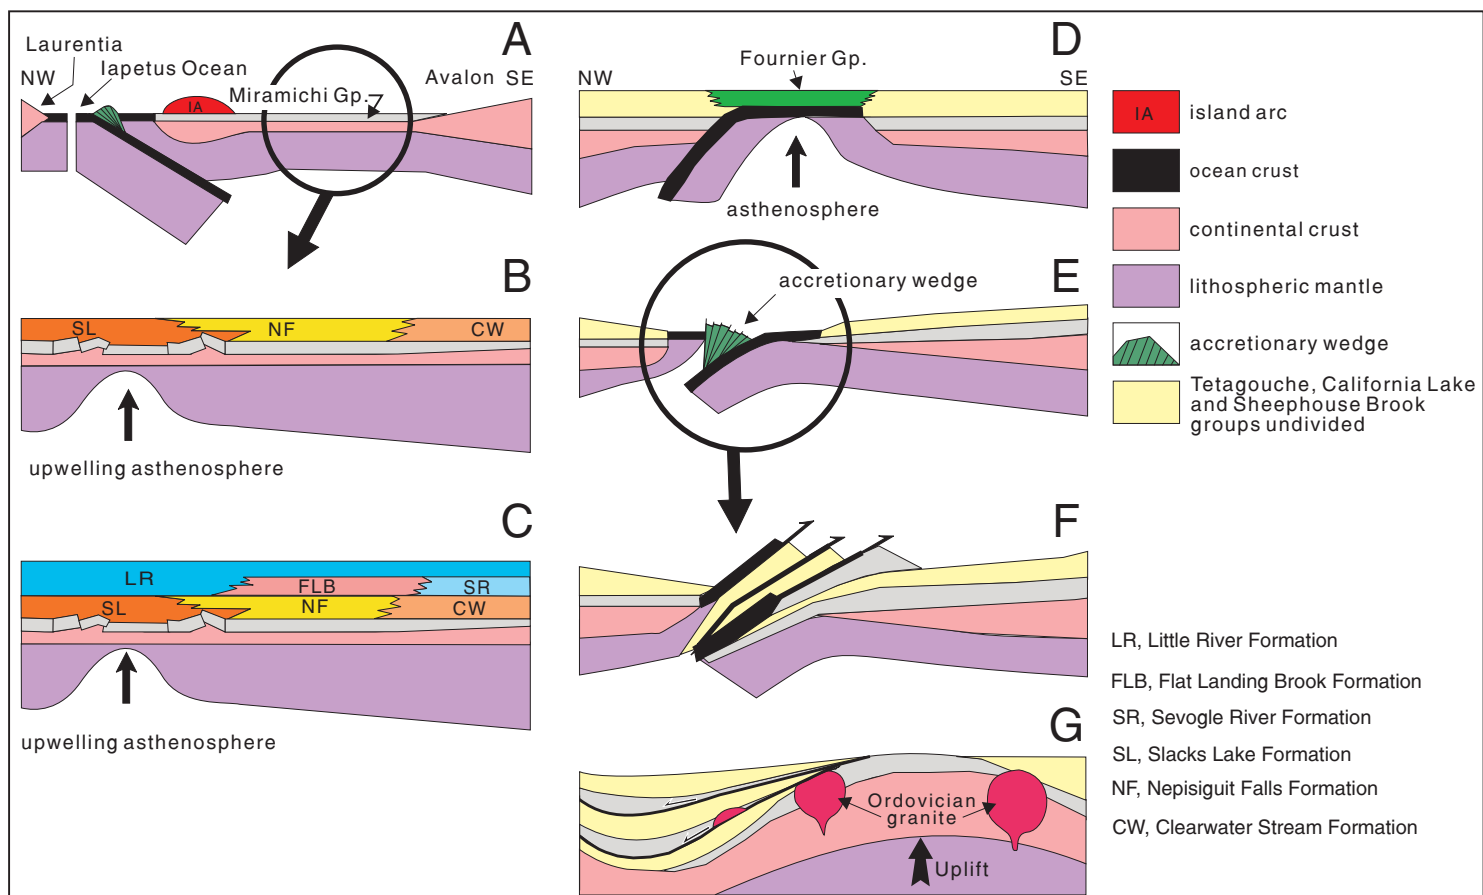 A
Laurentia
NW
Iapetus Ocean
Avalon SE
IA
Miramichi Gp.
B
SL
NF
CW
upwelling asthenosphere
C
LR
FLB
SR
SL
NF
CW
upwelling asthenosphere
D
Fournier Gp.
NW
SE
asthenosphere
E
accretionary wedge
F
G
Ordovician
granite
Uplift
IA
island arc
ocean crust
continental crust
lithospheric mantle
accretionary wedge
Tetagouche, California Lake
and Sheephouse Brook
groups undivided
LR, Little River Formation
FLB, Flat Landing Brook Formation
SR, Sevogle River Formation
SL, Slacks Lake Formation
NF, Nepisiguit Falls Formation
CW, Clearwater Stream Formation